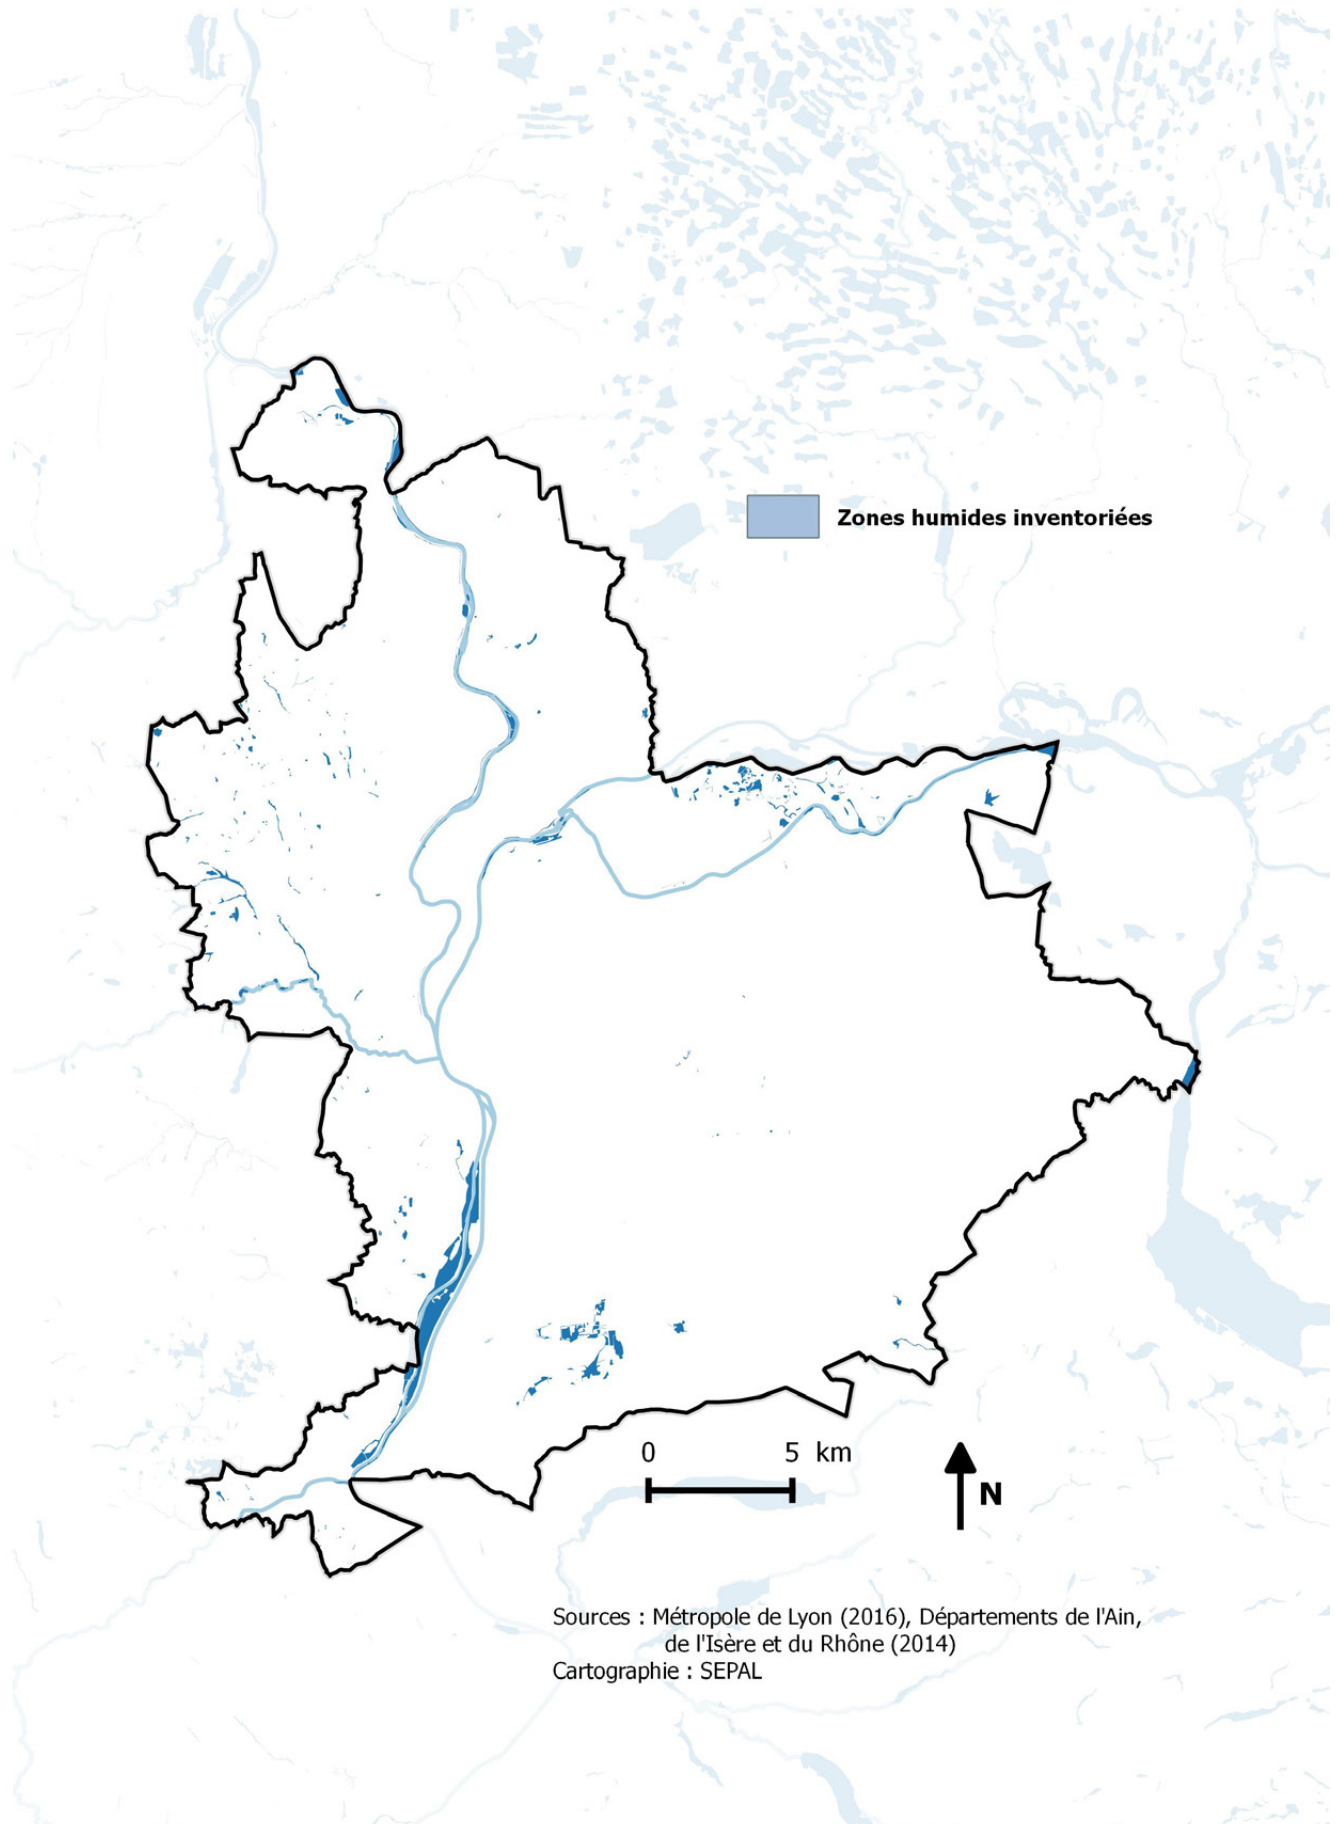 Zones humides inventoriées
0 5 km
N
Sources : Métropole de Lyon (2016), Départements de l'Ain,
de l'Isère et du Rhône (2014)
Cartographie : SEPAL